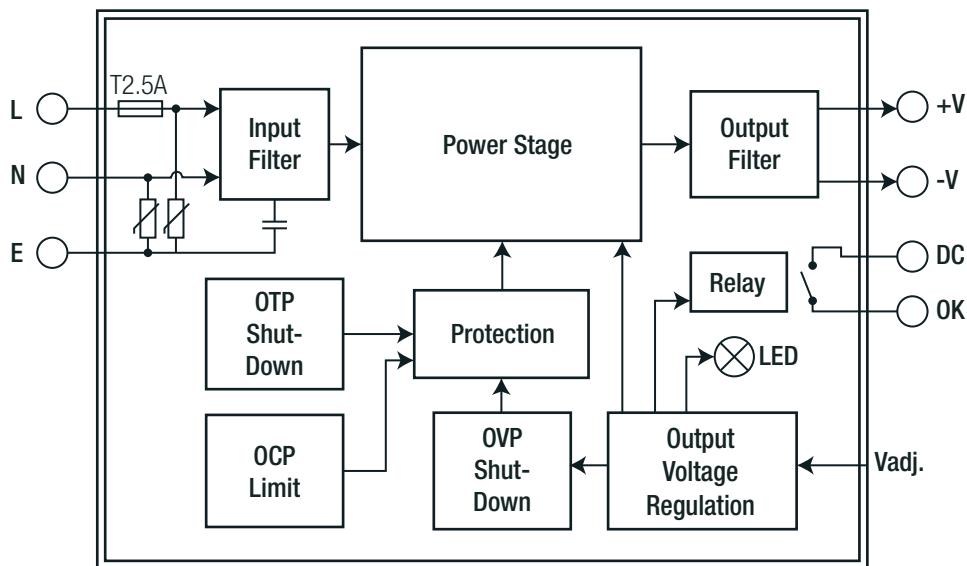 T2.5A
L
N
E
Input
Filter
Power Stage
Output
Filter
+V
-V
DC
OK
Relay
LED
OTP
Shut-
Down
Protection
OCP
Limit
OVP
Shut-
Down
Output
Voltage
Regulation
Vadj.